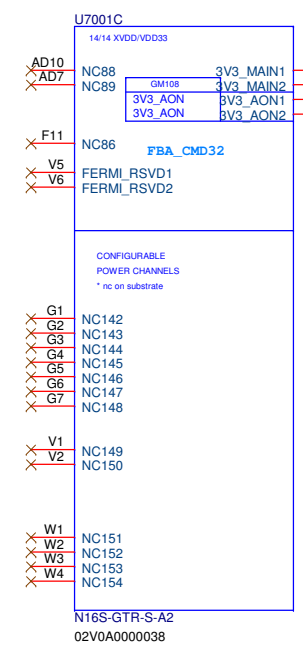 U7001C
14/14 XVDD/VDD33
AD10 NC88 3V3_MAIN1
AD7 NC89 GM108 3V3_MAIN2
3V3_AON 3V3_AON1
3V3_AON 3V3_AON2
F11 NC86 FBA_CMD32
V5 FERMI_RSVD1
V6 FERMI_RSVD2
CONFIGURABLE
POWER CHANNELS
* nc on substrate
G1 NC142
G2 NC143
G3 NC144
G4 NC145
G5 NC146
G6 NC147
G7 NC148
V1 NC149
V2 NC150
W1 NC151
W2 NC152
W3 NC153
W4 NC154
N16S-GTR-S-A2
02V0A0000038